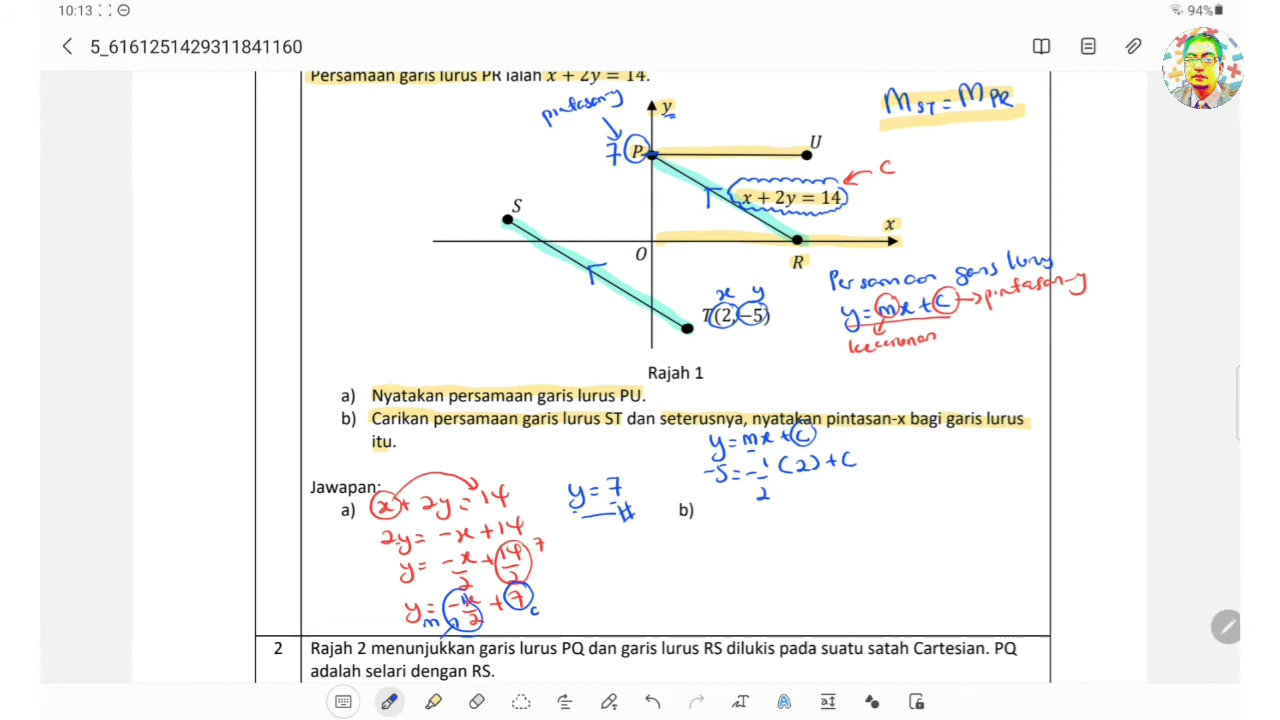 10:13
94%
5_6161251429311841160
Persamaan garis lurus PR ialah x + 2y = 14.
M ST = M PR
pintasan-y
y
7 P
U
C
x + 2y = 14
S
x
O
R
Persamaan garis lurus
y = mx + c → pintasan-y
kecerunan
x y
T(2, −5)
Rajah 1
a) Nyatakan persamaan garis lurus PU.
b) Carikan persamaan garis lurus ST dan seterusnya, nyatakan pintasan-x bagi garis lurus
itu.
y = mx + c
-5 = -1/2 (2) + c
Jawapan:
a) x + 2y = 14
y = 7
b)
2y = -x + 14
y = -x/2 + 14/2 7
y = -x/2 + 7
m c
2 Rajah 2 menunjukkan garis lurus PQ dan garis lurus RS dilukis pada suatu satah Cartesian. PQ
adalah selari dengan RS.